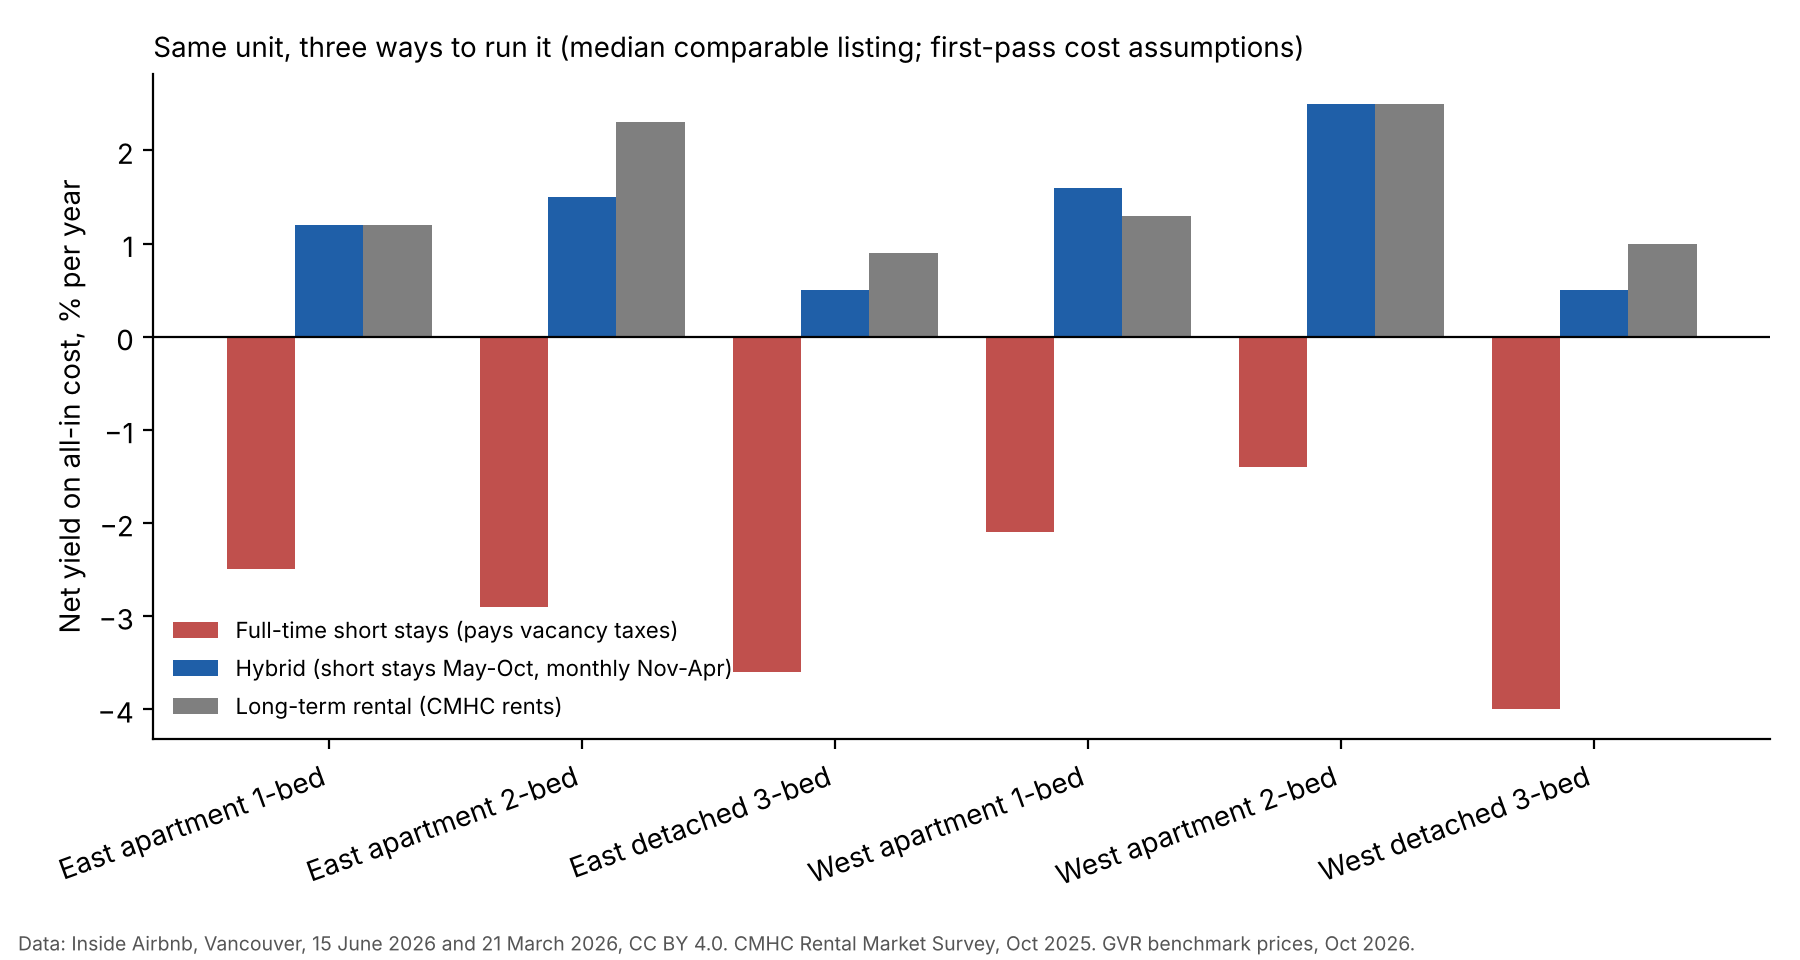 Same unit, three ways to run it (median comparable listing; first-pass cost assumptions)
Net yield on all-in cost, % per year
2
1
0
−1
−2
−3
−4
Full-time short stays (pays vacancy taxes)
Hybrid (short stays May-Oct, monthly Nov-Apr)
Long-term rental (CMHC rents)
East apartment 1-bed
East apartment 2-bed
East detached 3-bed
West apartment 1-bed
West apartment 2-bed
West detached 3-bed
Data: Inside Airbnb, Vancouver, 15 June 2026 and 21 March 2026, CC BY 4.0. CMHC Rental Market Survey, Oct 2025. GVR benchmark prices, Oct 2026.